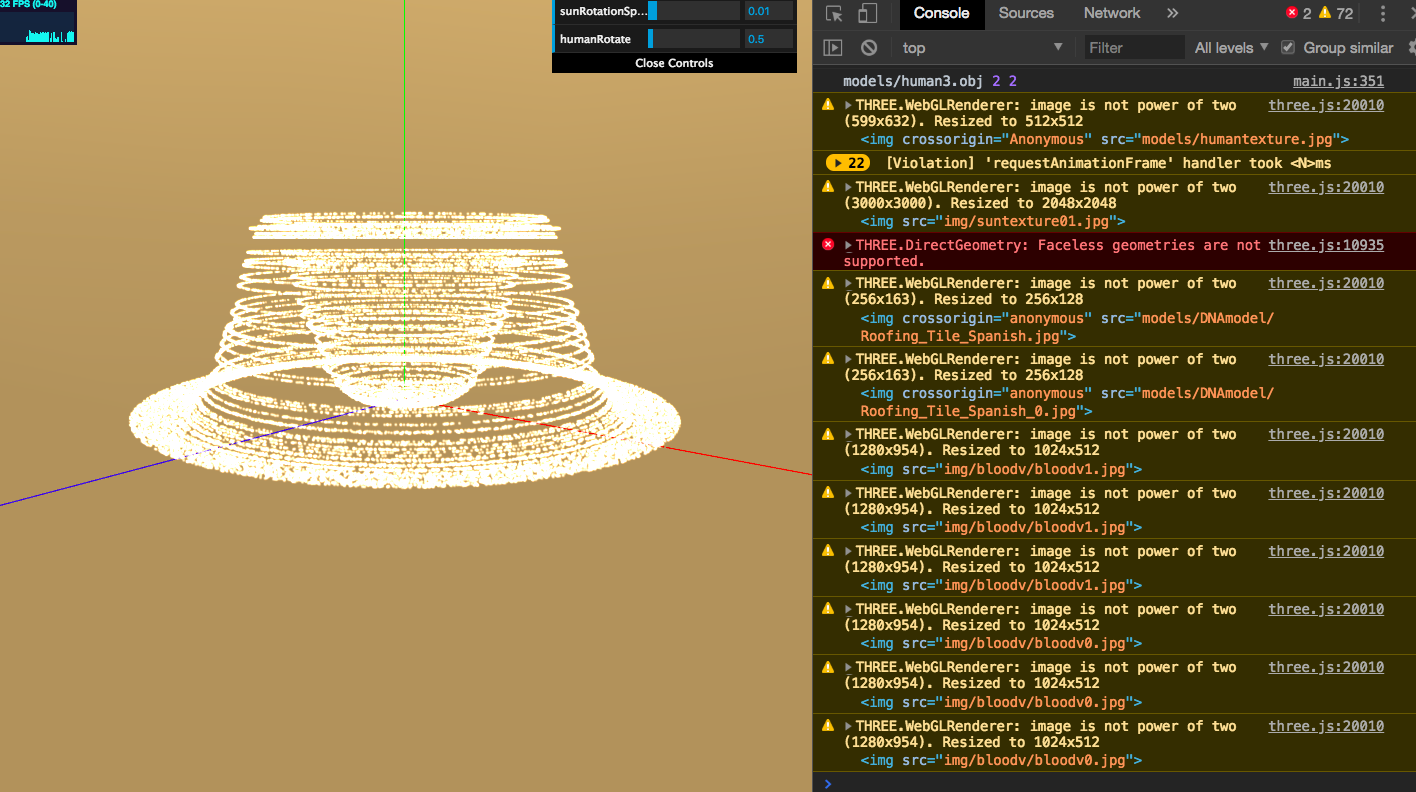 32 FPS (0-40)
sunRotationSp... 0.01
humanRotate 0.5
Close Controls
Console Sources Network » 2 72
top Filter All levels Group similar
models/human3.obj 2 2 main.js:351
THREE.WebGLRenderer: image is not power of two three.js:20010
(599x632). Resized to 512x512
<img crossorigin="Anonymous" src="models/humantexture.jpg">
22 [Violation] 'requestAnimationFrame' handler took <N>ms
THREE.WebGLRenderer: image is not power of two three.js:20010
(3000x3000). Resized to 2048x2048
<img src="img/suntexture01.jpg">
THREE.DirectGeometry: Faceless geometries are not three.js:10935
supported.
THREE.WebGLRenderer: image is not power of two three.js:20010
(256x163). Resized to 256x128
<img crossorigin="anonymous" src="models/DNAmodel/
Roofing_Tile_Spanish.jpg">
THREE.WebGLRenderer: image is not power of two three.js:20010
(256x163). Resized to 256x128
<img crossorigin="anonymous" src="models/DNAmodel/
Roofing_Tile_Spanish_0.jpg">
THREE.WebGLRenderer: image is not power of two three.js:20010
(1280x954). Resized to 1024x512
<img src="img/bloodv/bloodv1.jpg">
THREE.WebGLRenderer: image is not power of two three.js:20010
(1280x954). Resized to 1024x512
<img src="img/bloodv/bloodv1.jpg">
THREE.WebGLRenderer: image is not power of two three.js:20010
(1280x954). Resized to 1024x512
<img src="img/bloodv/bloodv1.jpg">
THREE.WebGLRenderer: image is not power of two three.js:20010
(1280x954). Resized to 1024x512
<img src="img/bloodv/bloodv0.jpg">
THREE.WebGLRenderer: image is not power of two three.js:20010
(1280x954). Resized to 1024x512
<img src="img/bloodv/bloodv0.jpg">
THREE.WebGLRenderer: image is not power of two three.js:20010
(1280x954). Resized to 1024x512
<img src="img/bloodv/bloodv0.jpg">